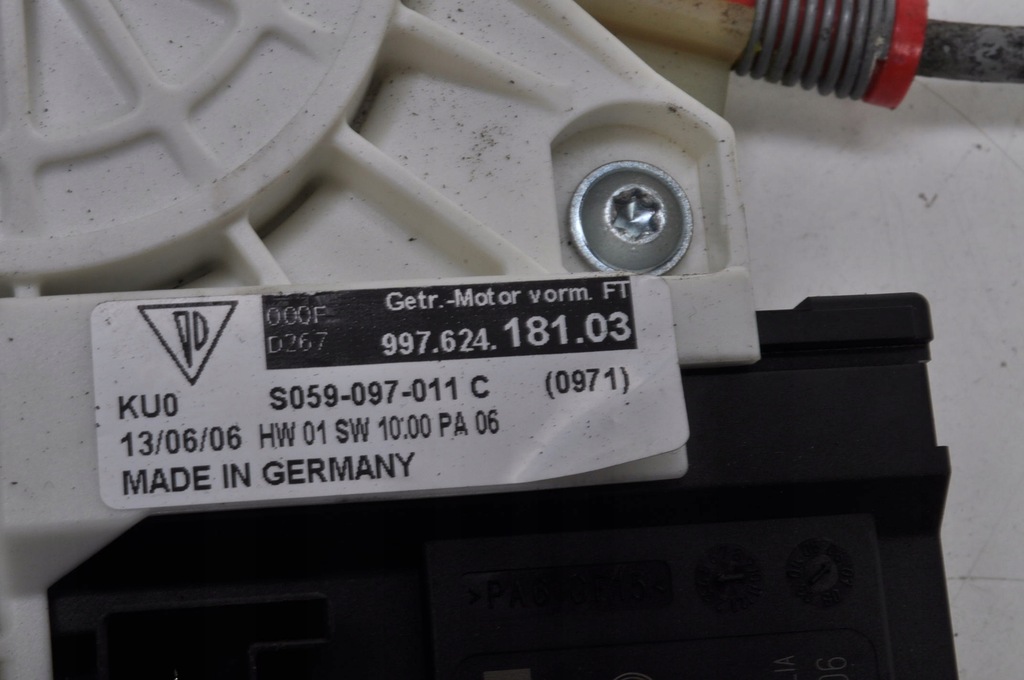 000F Getr.-Motor vorm. FT
D267 997.624.181.03
KU0 S059-097-011 C (0971)
13/06/06 HW 01 SW 10.00 PA 06
MADE IN GERMANY
06